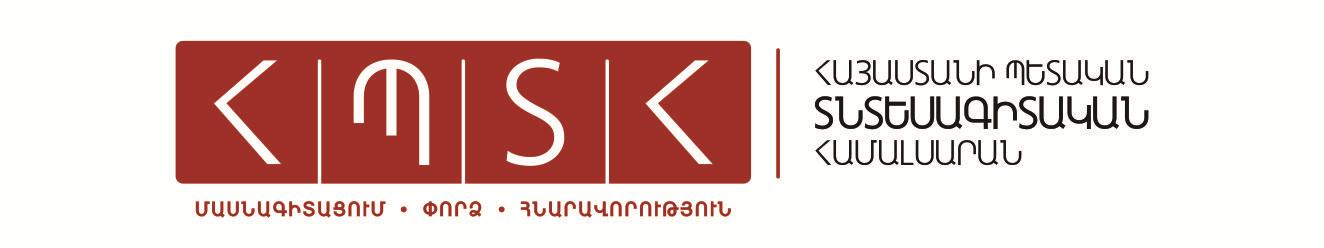 ՀՊՏՀ
ՄԱՍՆԱԳԻՏԱՑՈՒՄ • ՓՈՐՁ • ՀՆԱՐԱՎՈՐՈՒԹՅՈՒՆ
ՀԱՅԱՍՏԱՆԻ ՊԵՏԱԿԱՆ
ՏՆՏԵՍԱԳԻՏԱԿԱՆ
ՀԱՄԱԼՍԱՐԱՆ